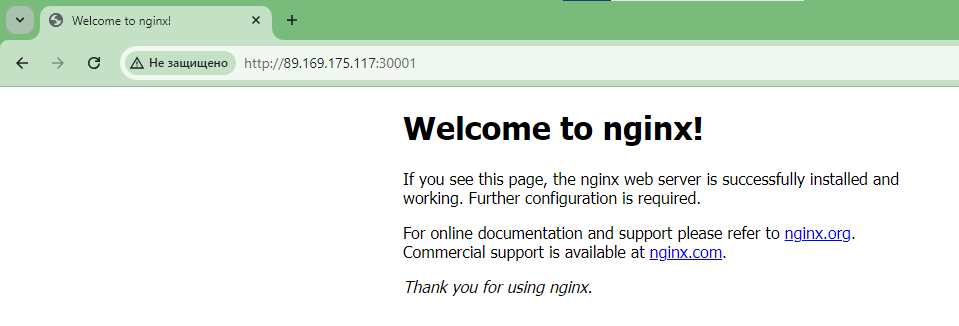 Welcome to nginx!
Не защищено http://89.169.175.117:30001
Welcome to nginx!
If you see this page, the nginx web server is successfully installed and
working. Further configuration is required.
For online documentation and support please refer to nginx.org.
Commercial support is available at nginx.com.
Thank you for using nginx.